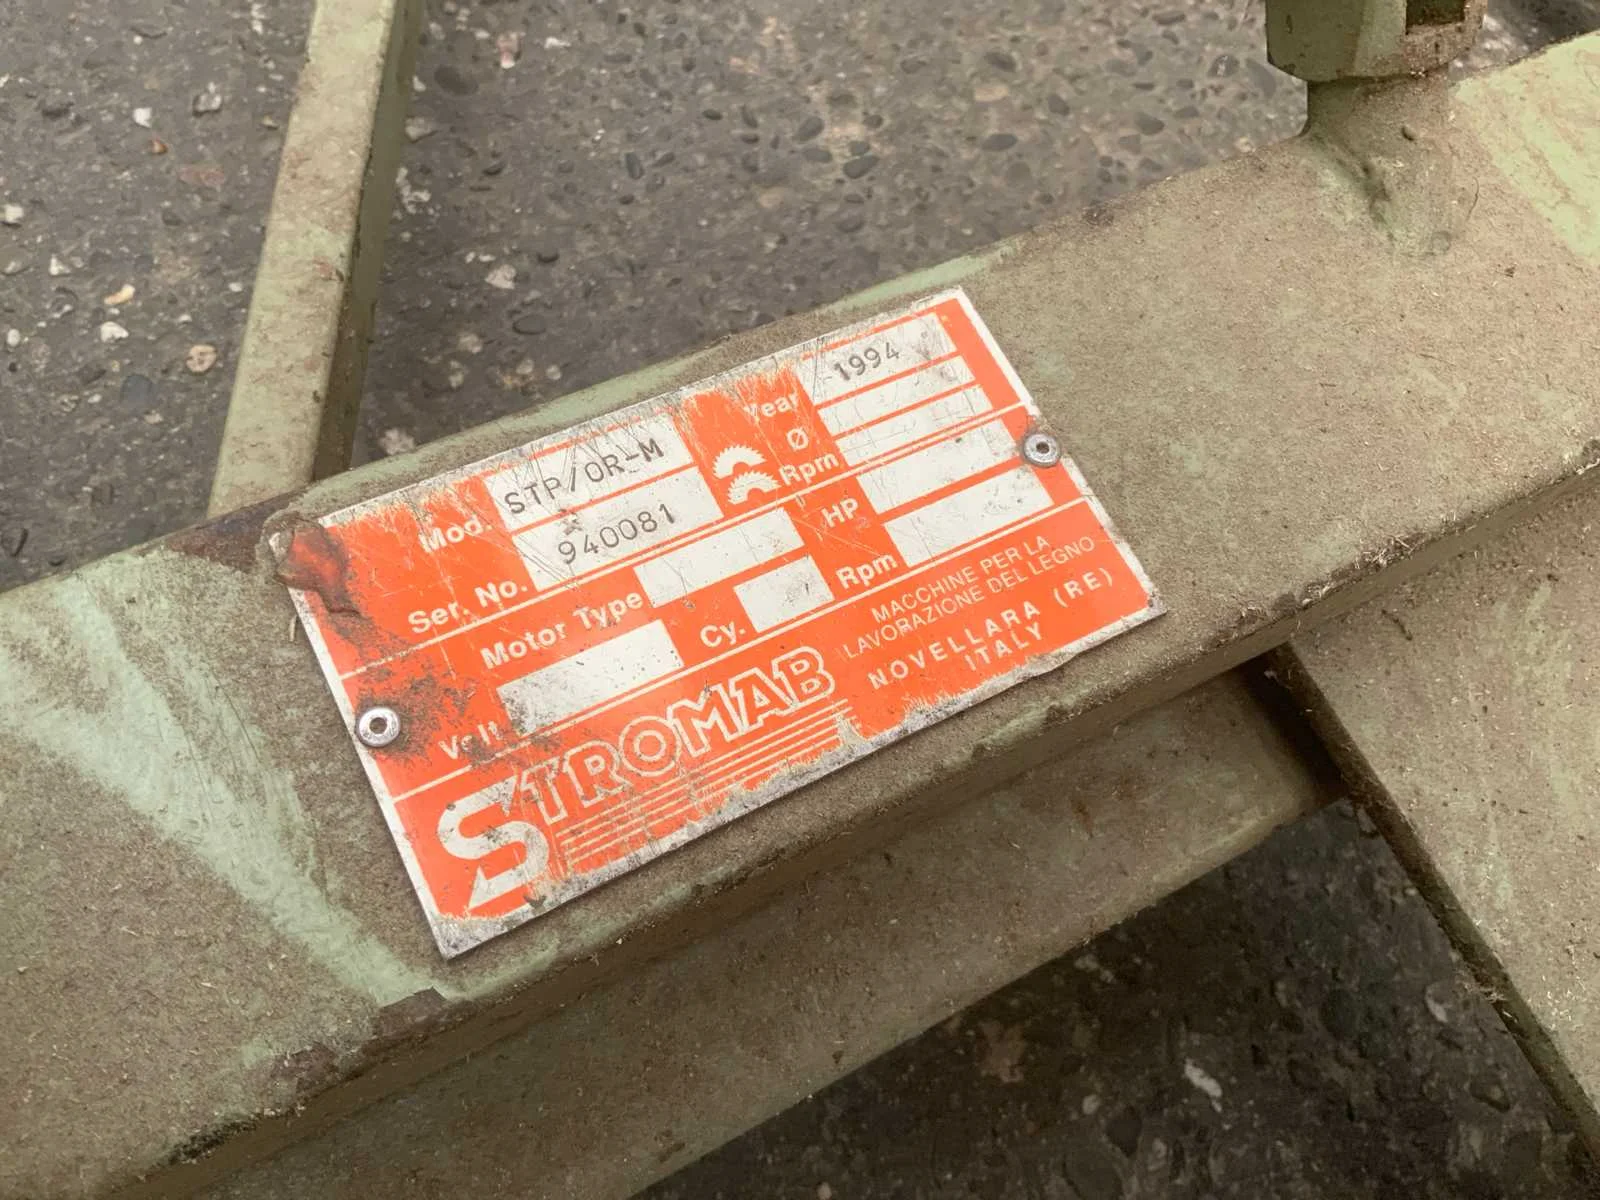 Mod. STP/OR-M Year 1994
Ser. No. 940081 Ø
Rpm
Motor Type HP
Volt Cy. Rpm
STROMAB
MACCHINE PER LA
LAVORAZIONE DEL LEGNO
NOVELLARA (RE)
ITALY